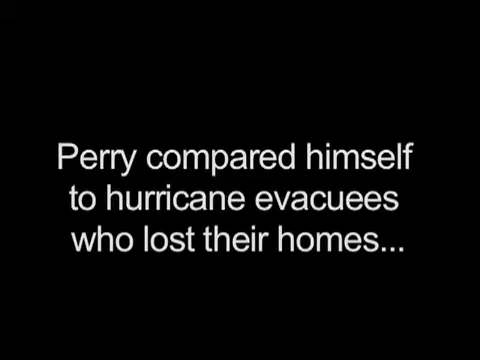 Perry compared himself
to hurricane evacuees
who lost their homes...